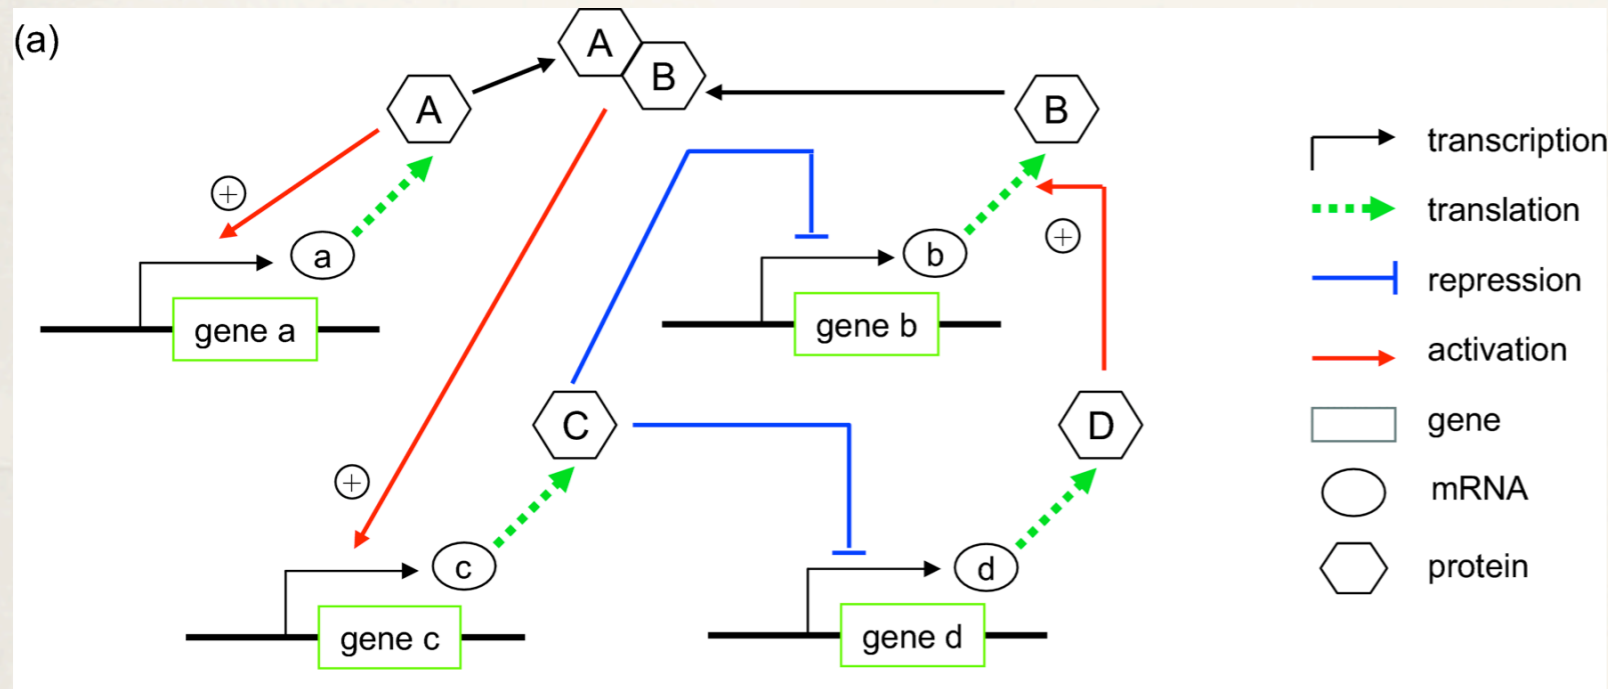 (a)
A
B
A
B
+
a
gene a
b
+
gene b
C
D
+
c
gene c
d
gene d
transcription
translation
repression
activation
gene
mRNA
protein